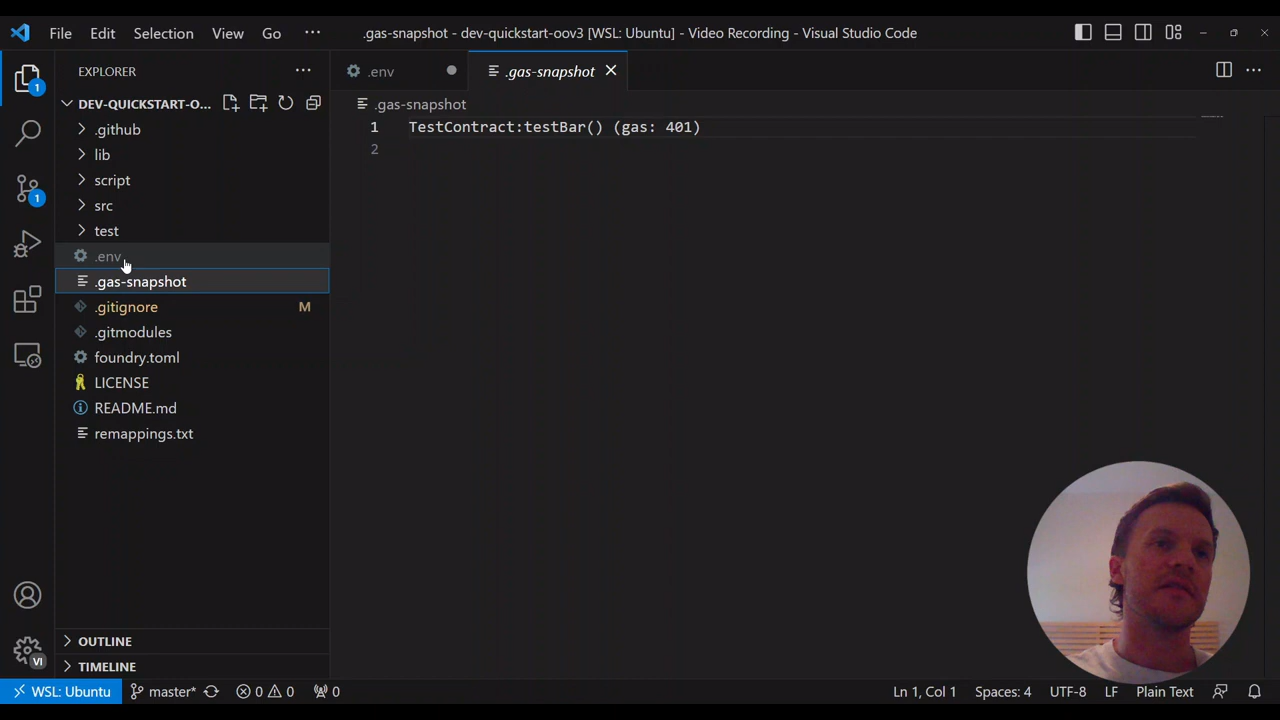 File Edit Selection View Go ··· .gas-snapshot - dev-quickstart-oov3 [WSL: Ubuntu] - Video Recording - Visual Studio Code
EXPLORER
.env
.gas-snapshot
1
DEV-QUICKSTART-O...
.gas-snapshot
.github
1 TestContract:testBar() (gas: 401)
lib
2
script
1
src
test
.env
.gas-snapshot
.gitignore M
.gitmodules
foundry.toml
LICENSE
README.md
remappings.txt
OUTLINE
VI
TIMELINE
WSL: Ubuntu master* 0 0 0 Ln 1, Col 1 Spaces: 4 UTF-8 LF Plain Text